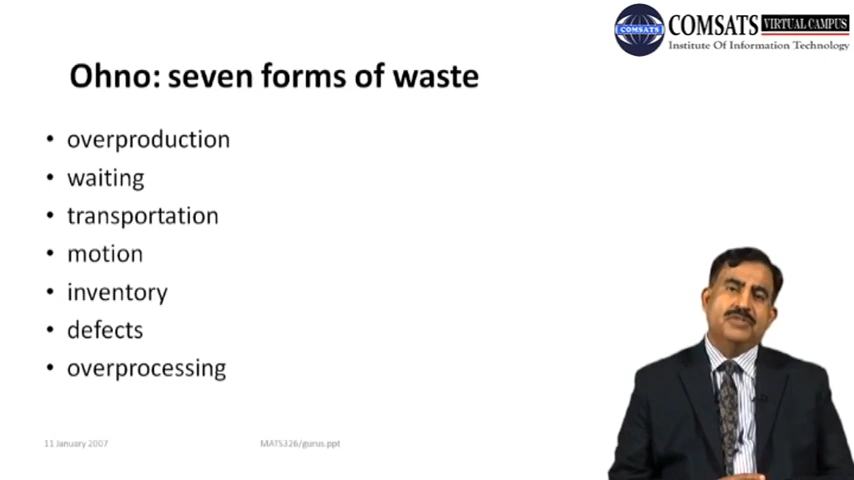 COMSATS VIRTUAL CAMPUS
COMSATS
Institute Of Information Technology
Ohno: seven forms of waste
• overproduction
• waiting
• transportation
• motion
• inventory
• defects
• overprocessing
11 January 2007
MATS326/gurus.ppt